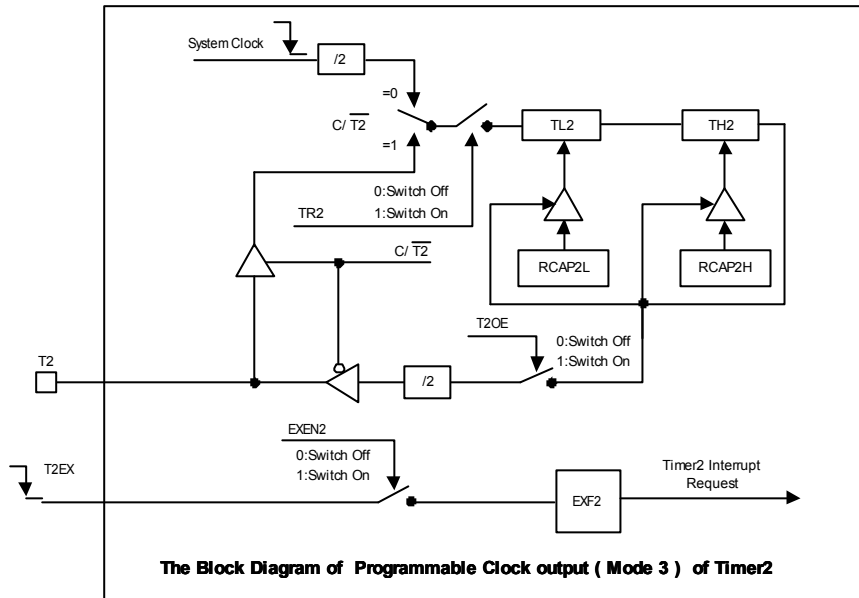 System Clock
/2
=0
C/ T2
=1
TL2
TH2
0:Switch Off
TR2
1:Switch On
C/ T2
RCAP2L
RCAP2H
T2OE
0:Switch Off
1:Switch On
T2
/2
EXEN2
0:Switch Off
1:Switch On
T2EX
EXF2
Timer2 Interrupt
Request
The Block Diagram of Programmable Clock output ( Mode 3 ) of Timer2